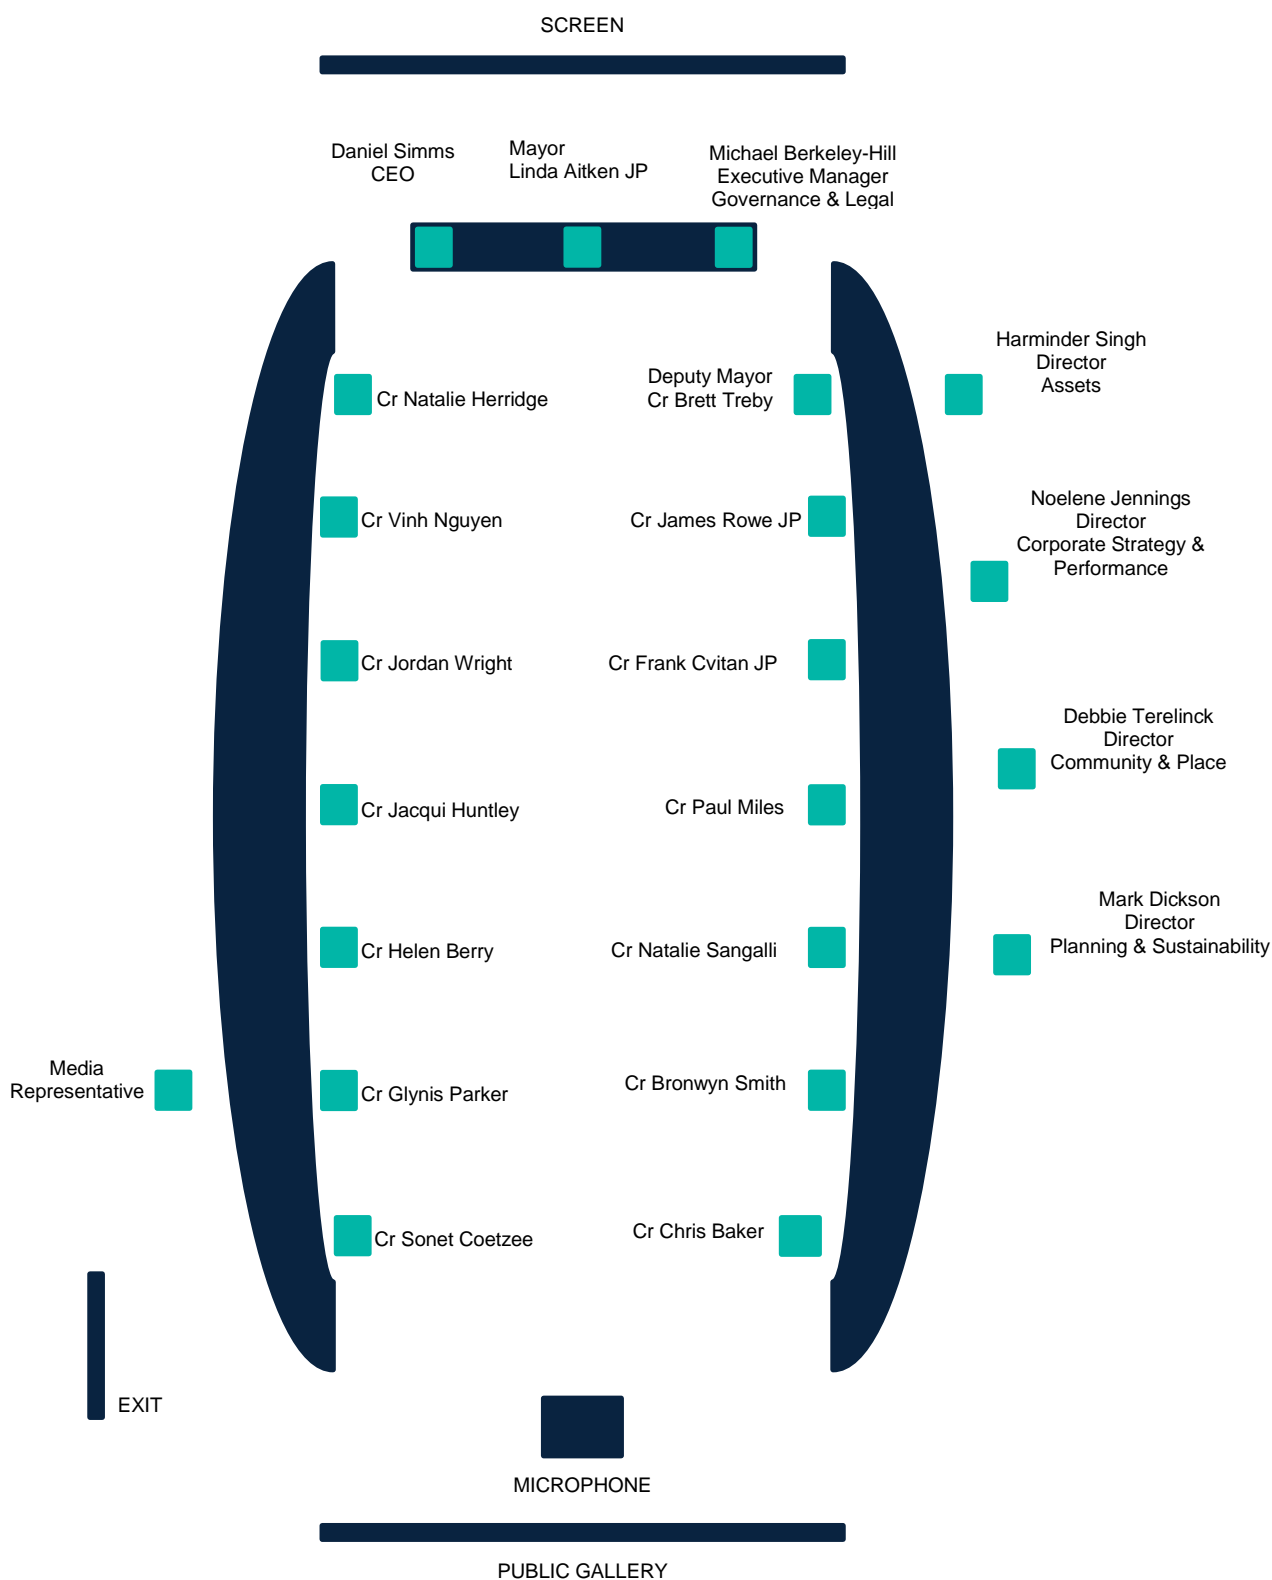 SCREEN
Daniel Simms
CEO
Mayor
Linda Aitken JP
Michael Berkeley-Hill
Executive Manager
Governance & Legal
Harminder Singh
Director
Assets
Cr Natalie Herridge
Deputy Mayor
Cr Brett Treby
Noelene Jennings
Director
Corporate Strategy &
Performance
Cr Vinh Nguyen
Cr James Rowe JP
Cr Jordan Wright
Cr Frank Cvitan JP
Debbie Terelinck
Director
Community & Place
Cr Jacqui Huntley
Cr Paul Miles
Mark Dickson
Director
Planning & Sustainability
Cr Helen Berry
Cr Natalie Sangalli
Media
Representative
Cr Glynis Parker
Cr Bronwyn Smith
Cr Sonet Coetzee
Cr Chris Baker
EXIT
MICROPHONE
PUBLIC GALLERY